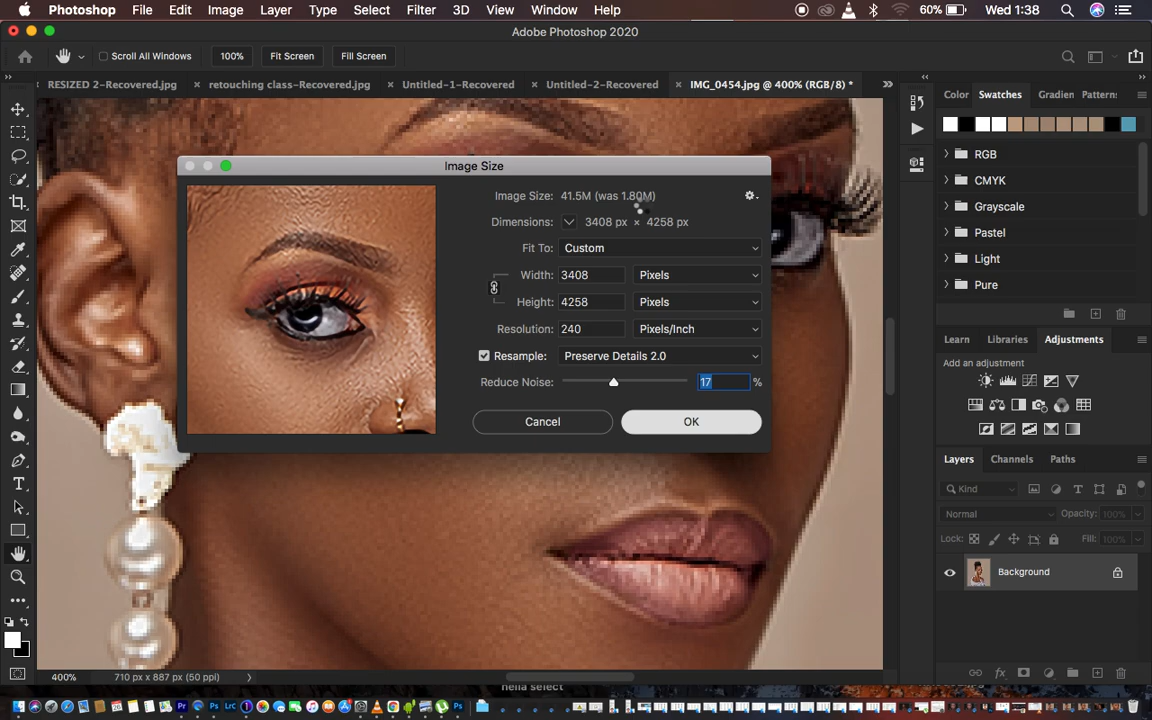 Photoshop File Edit Image Layer Type Select Filter 3D View Window Help 60% Wed 1:38
Adobe Photoshop 2020
Scroll All Windows 100% Fit Screen Fill Screen
RESIZED 2-Recovered.jpg × retouching class-Recovered.jpg × Untitled-1-Recovered × Untitled-2-Recovered × IMG_0454.jpg @ 400% (RGB/8) *
Color Swatches Gradien Pattern:
RGB
CMYK
Grayscale
Pastel
Light
Pure
Image Size
Image Size: 41.5M (was 1.80M)
Dimensions: 3408 px × 4258 px
Fit To: Custom
Width: 3408 Pixels
Height: 4258 Pixels
Resolution: 240 Pixels/Inch
Resample: Preserve Details 2.0
Reduce Noise: 17 %
Cancel OK
Learn Libraries Adjustments
Add an adjustment
Layers Channels Paths
Kind
Normal Opacity: 100%
Lock: Fill: 100%
Background
400% 710 px x 887 px (50 ppi)
nella select